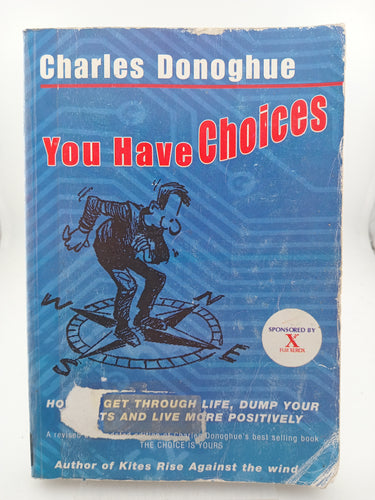 Charles Donoghue
You Have Choices
N
W
E
S
SPONSORED BY
X
FUJI XEROX
HO GET THROUGH LIFE, DUMP YOUR
TS AND LIVE MORE POSITIVELY
A revised edition of Charles Donoghue's best selling book
THE CHOICE IS YOURS
Author of Kites Rise Against the wind